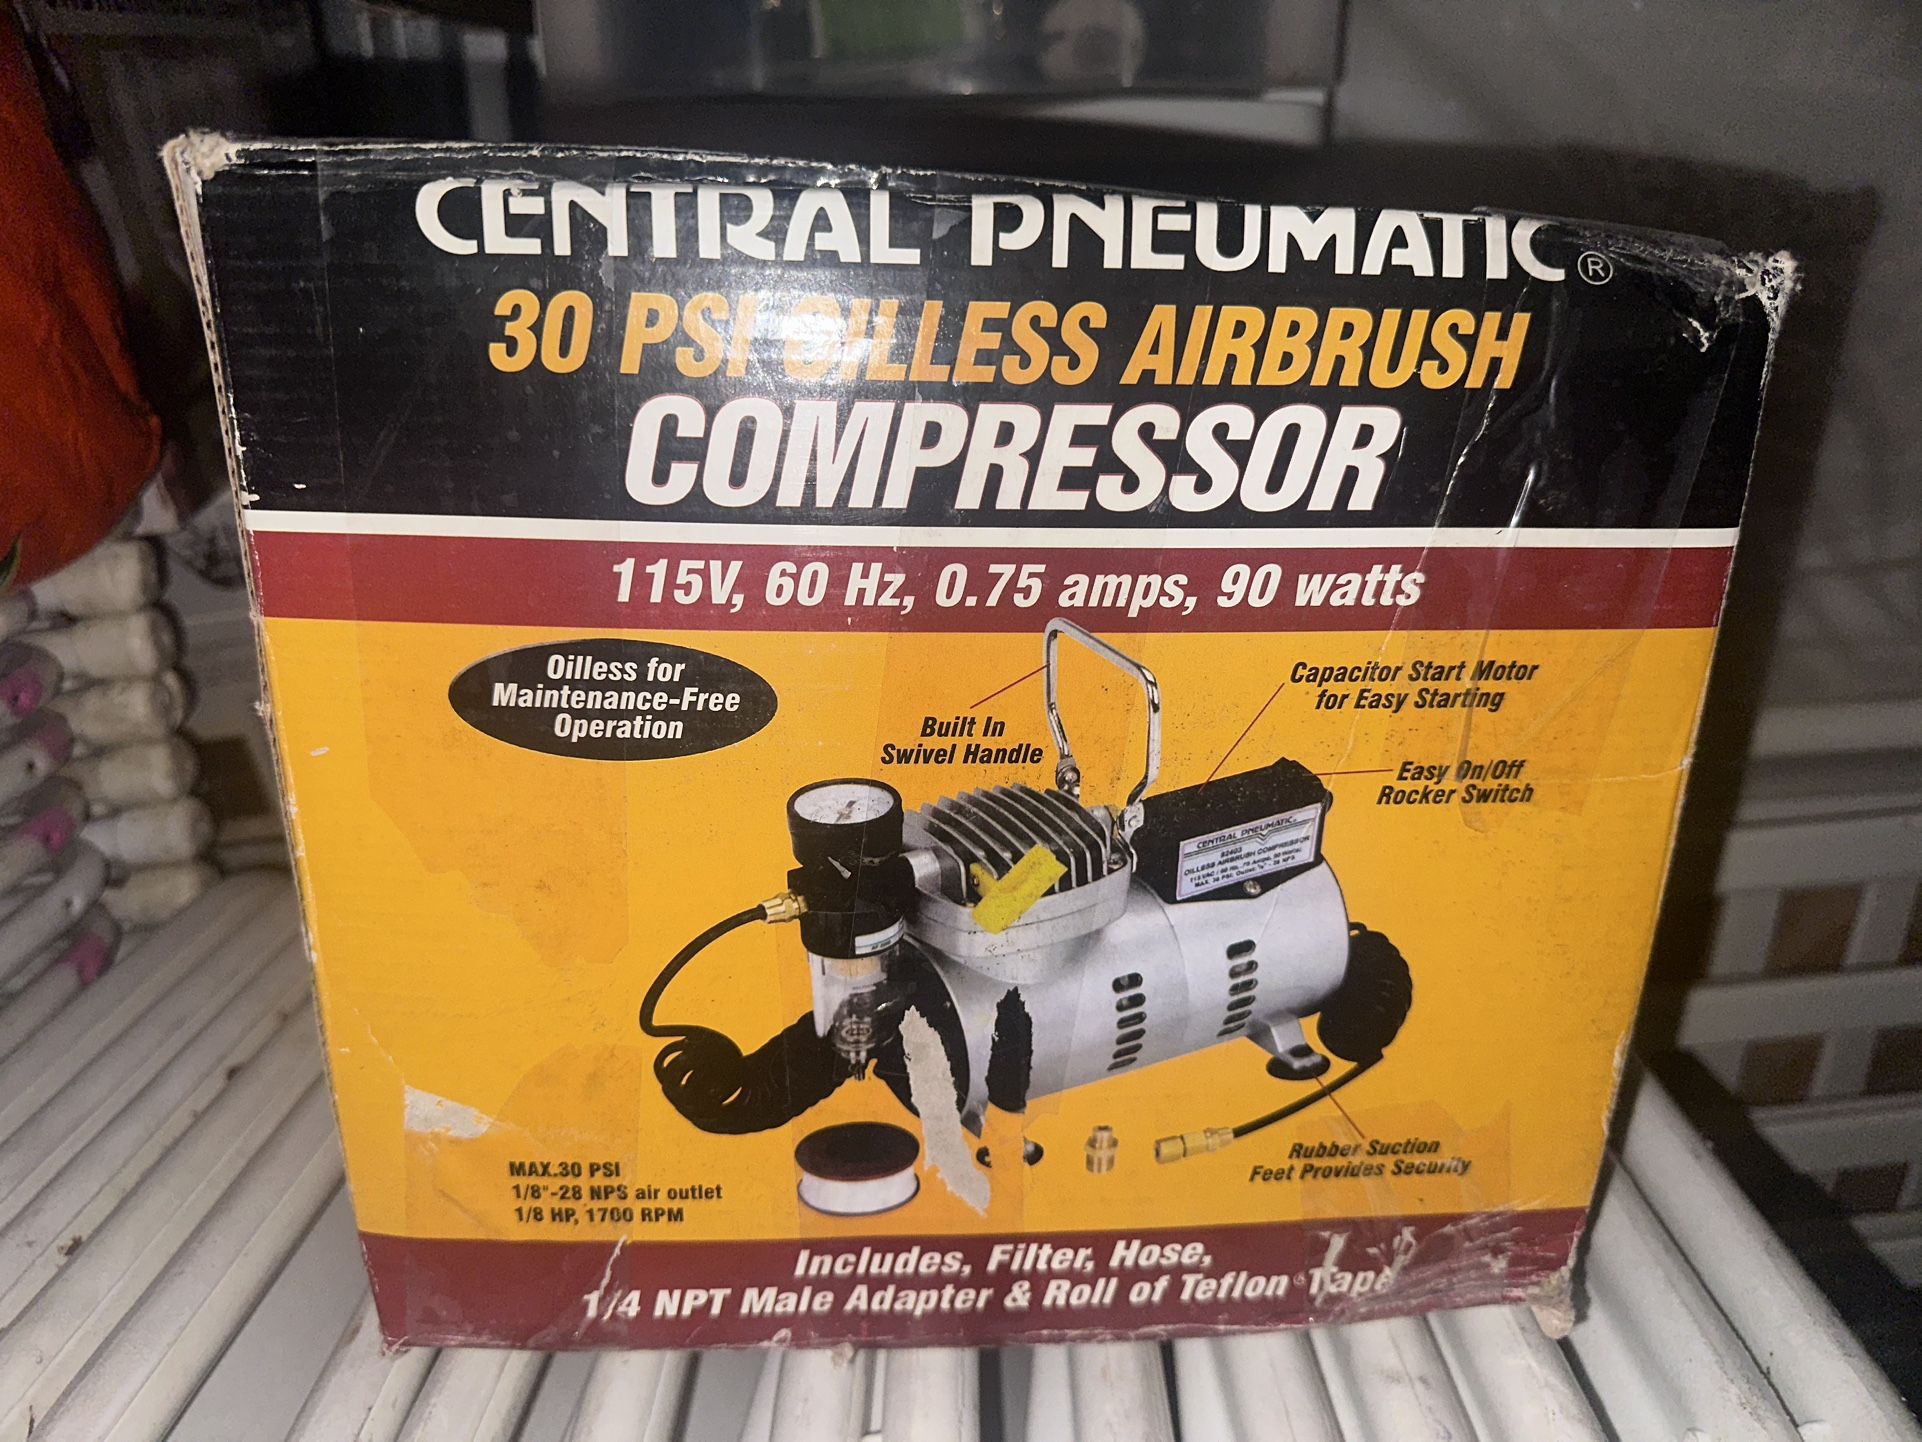 CENTRAL PNEUMATIC®
30 PSI OILLESS AIRBRUSH
COMPRESSOR
115V, 60 Hz, 0.75 amps, 90 watts
Oilless for
Maintenance-Free
Operation
Built In
Swivel Handle
Capacitor Start Motor
for Easy Starting
Easy On/Off
Rocker Switch
CENTRAL PNEUMATIC®
OILLESS AIRBRUSH COMPRESSOR
Rubber Suction
Feet Provides Security
MAX.30 PSI
1/8"-28 NPS air outlet
1/8 HP, 1700 RPM
Includes, Filter, Hose,
1/4 NPT Male Adapter & Roll of Teflon® Tape